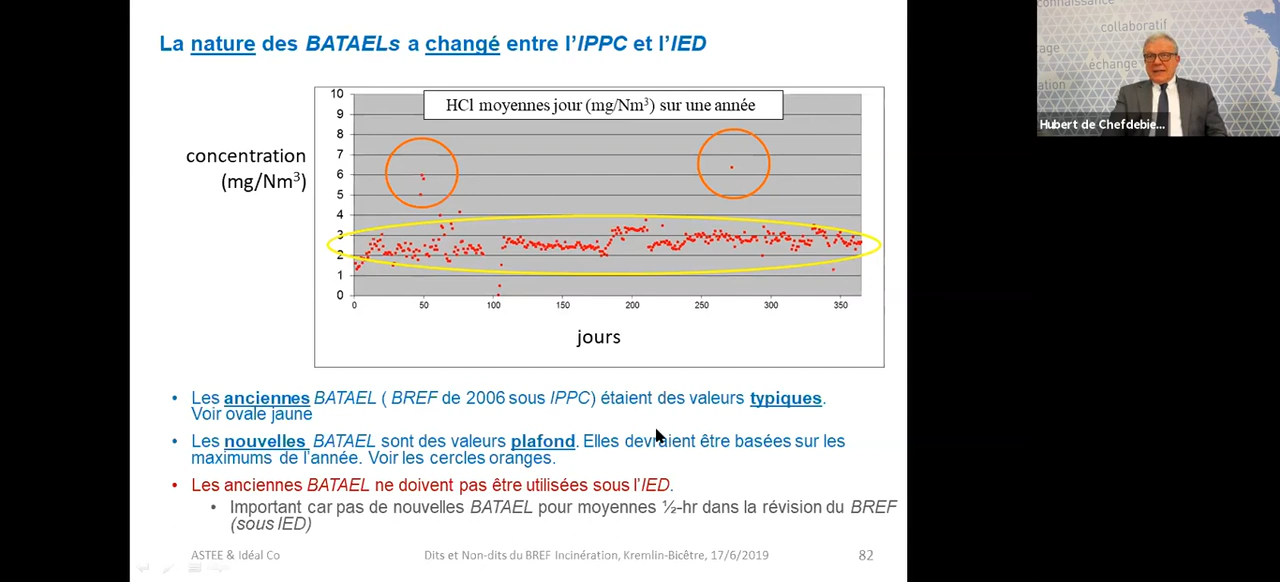 La nature des BATAELs a changé entre l'IPPC et l'IED
connaissance
collaboratif
échange
Hubert de Chefdebie...
HCl moyennes jour (mg/Nm³) sur une année
concentration
(mg/Nm³)
10
9
8
7
6
5
4
3
2
1
0
0 50 100 150 200 250 300 350
jours
• Les anciennes BATAEL ( BREF de 2006 sous IPPC) étaient des valeurs typiques.
Voir ovale jaune
• Les nouvelles BATAEL sont des valeurs plafond. Elles devraient être basées sur les
maximums de l'année. Voir les cercles oranges.
• Les anciennes BATAEL ne doivent pas être utilisées sous l'IED.
• Important car pas de nouvelles BATAEL pour moyennes ½-hr dans la révision du BREF
(sous IED)
ASTEE & Idéal Co Dits et Non-dits du BREF Incinération, Kremlin-Bicêtre, 17/6/2019 82